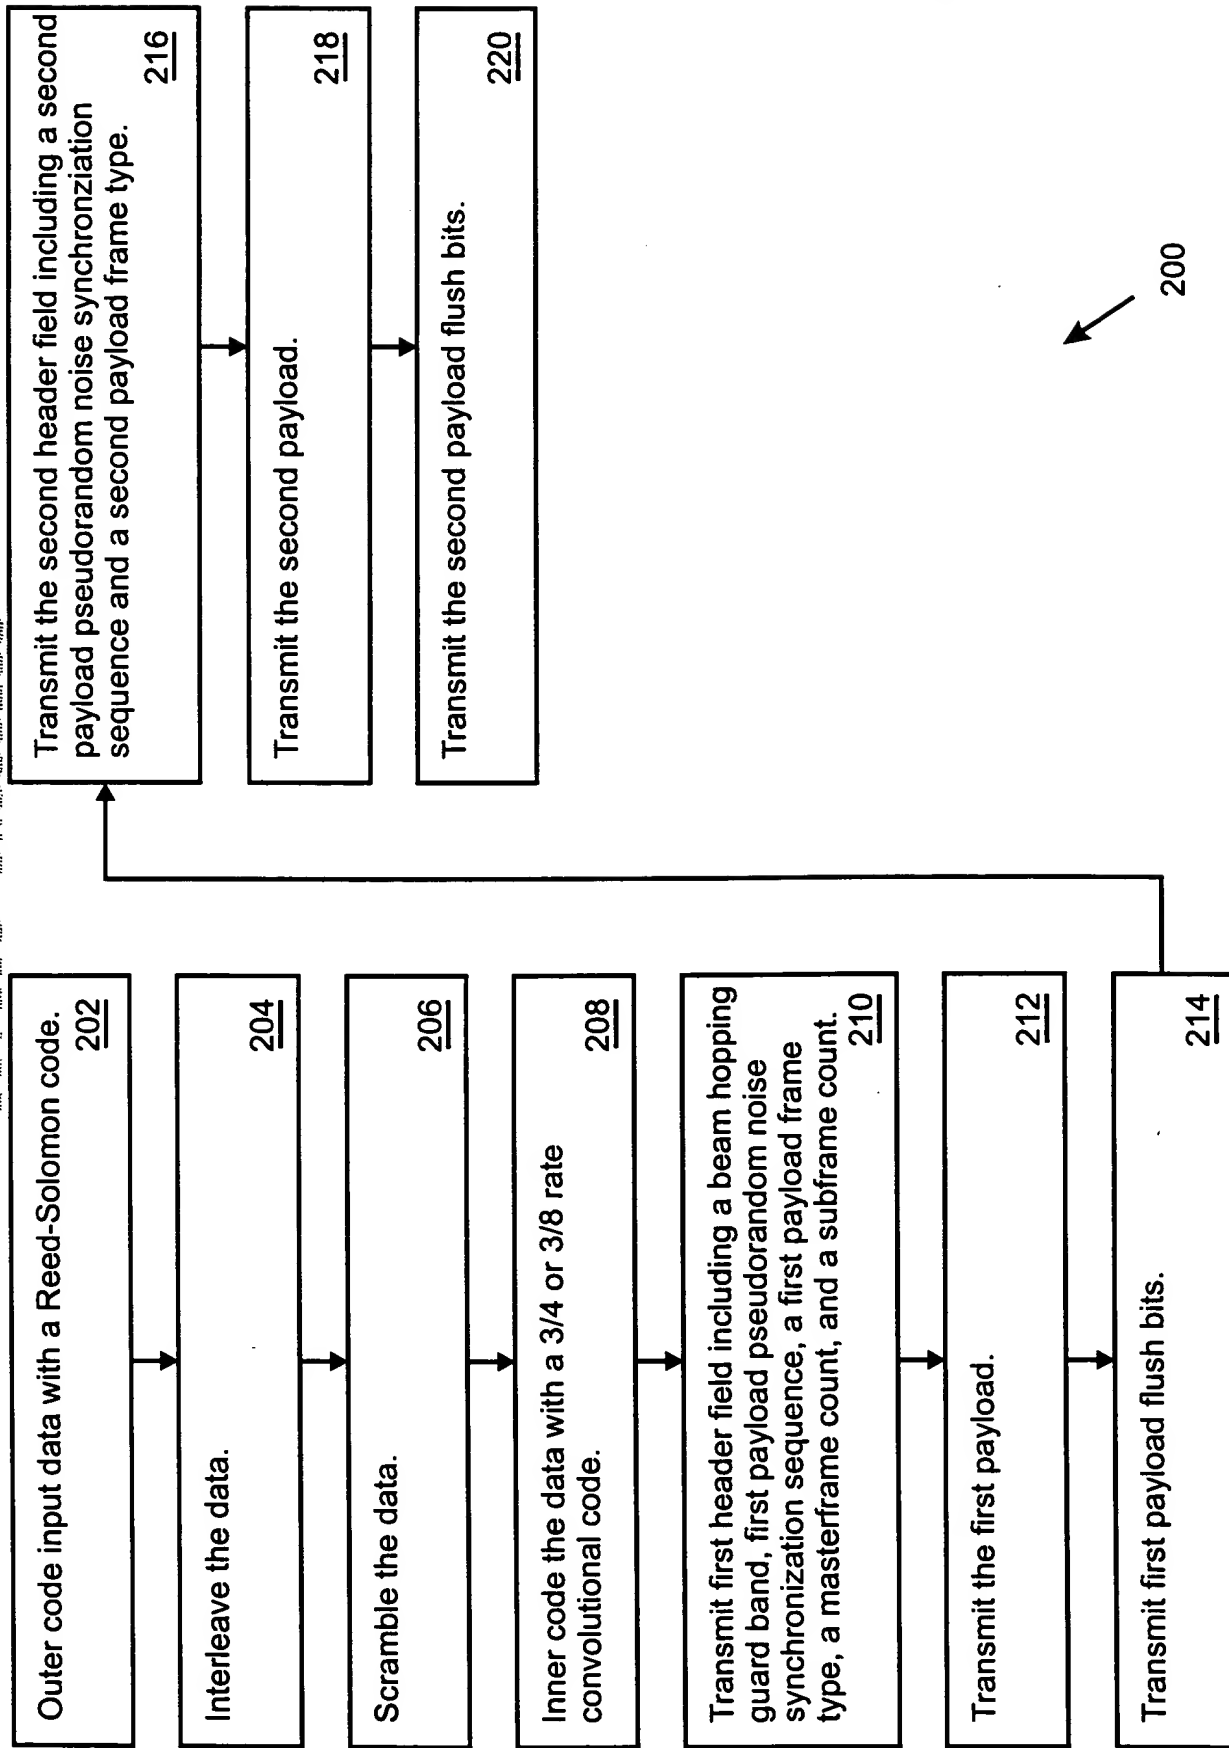 Outer code input data with a Reed-Solomon code.
202
Interleave the data.
204
Scramble the data.
206
Inner code the data with a 3/4 or 3/8 rate
convolutional code.
208
Transmit first header field including a beam hopping
guard band, first payload pseudorandom noise
synchronization sequence, a first payload frame
type, a masterframe count, and a subframe count.
210
Transmit the first payload.
212
Transmit first payload flush bits.
214
Transmit the second header field including a second
payload pseudorandom noise synchronziation
sequence and a second payload frame type.
216
Transmit the second payload.
218
Transmit the second payload flush bits.
220
200